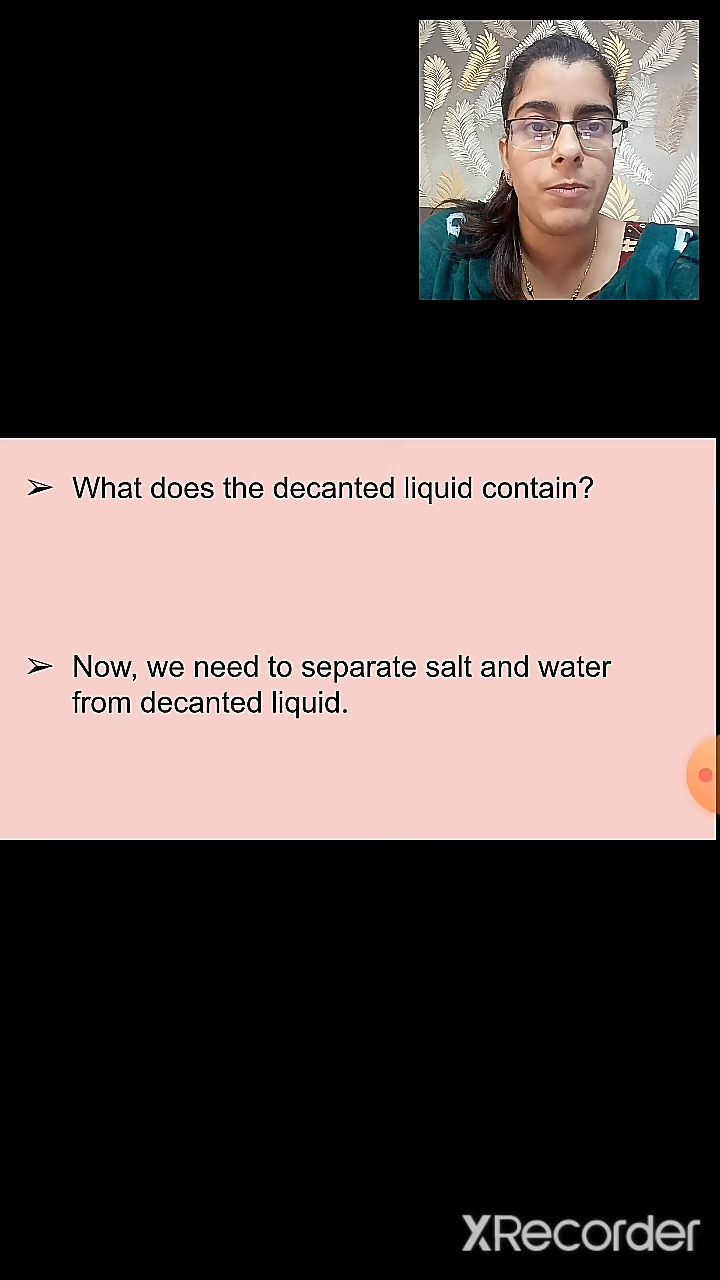 ➢ What does the decanted liquid contain?
➢ Now, we need to separate salt and water
from decanted liquid.
XRecorder